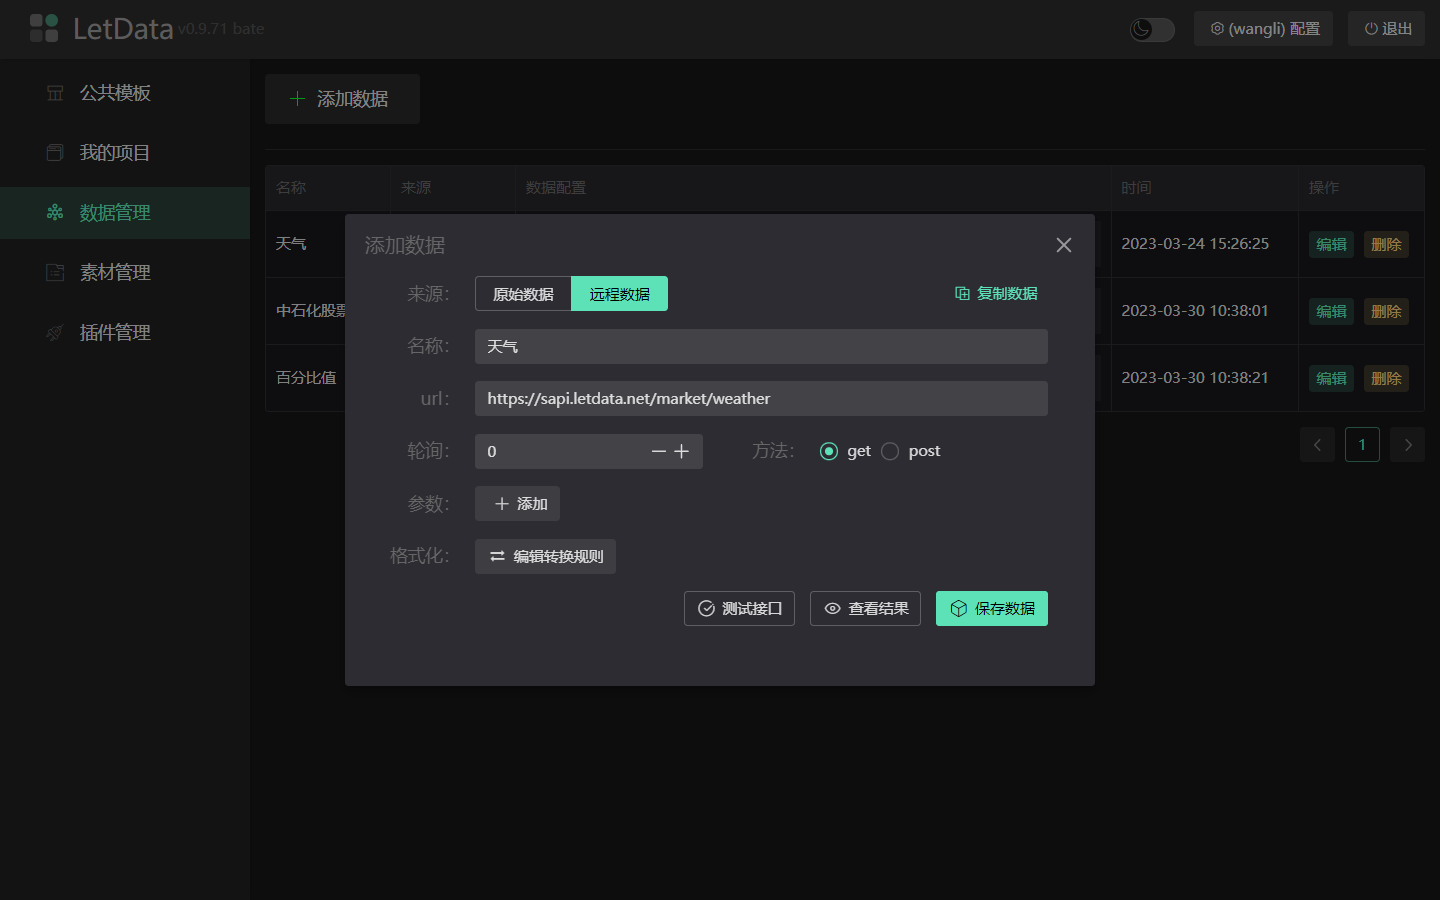 LetData v0.9.71 bate
(wangli) 配置
退出
公共模板
我的项目
数据管理
素材管理
插件管理
添加数据
名称 来源 数据配置 时间 操作
天气 2023-03-24 15:26:25 编辑 删除
中石化股票 2023-03-30 10:38:01 编辑 删除
百分比值 2023-03-30 10:38:21 编辑 删除
1
添加数据
来源: 原始数据 远程数据 复制数据
名称: 天气
url: https://sapi.letdata.net/market/weather
轮询: 0 方法: get post
参数: 添加
格式化: 编辑转换规则
测试接口 查看结果 保存数据